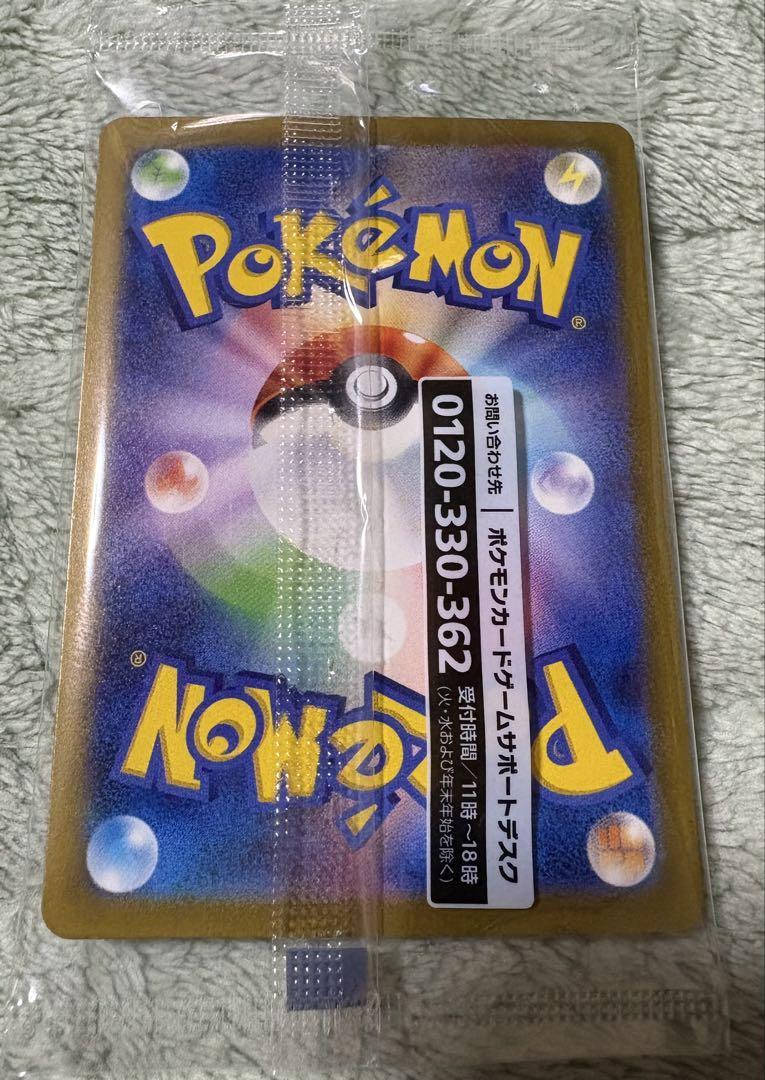 POKéMON
®
お問い合わせ先 | ポケモンカードゲームサポートデスク
0120-330-362
受付時間/11時~18時
(火・水および年末年始を除く)
POKéMON
®